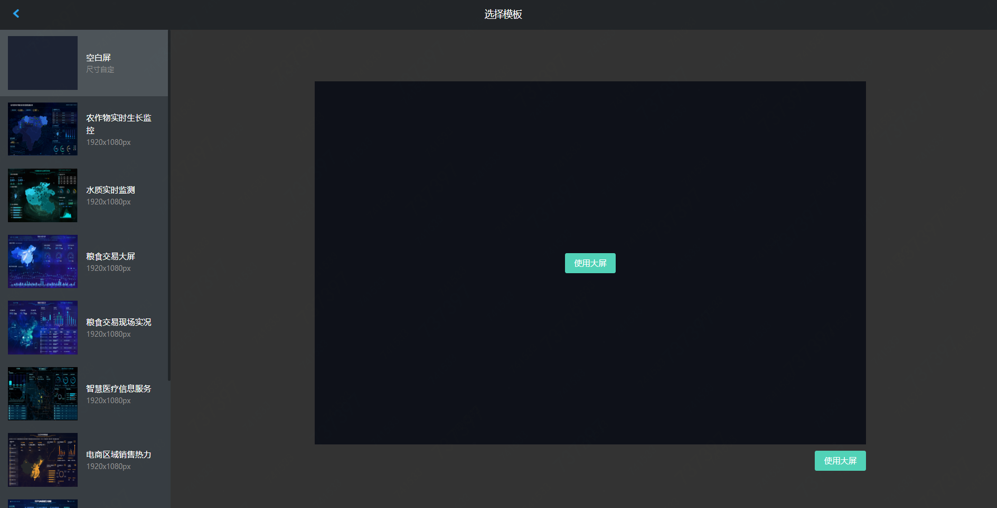 选择模板
空白屏
尺寸自定
农作物实时生长监
控
1920x1080px
水质实时监测
1920x1080px
粮食交易大屏
1920x1080px
粮食交易现场实况
1920x1080px
智慧医疗信息服务
1920x1080px
电商区域销售热力
1920x1080px
使用大屏
使用大屏